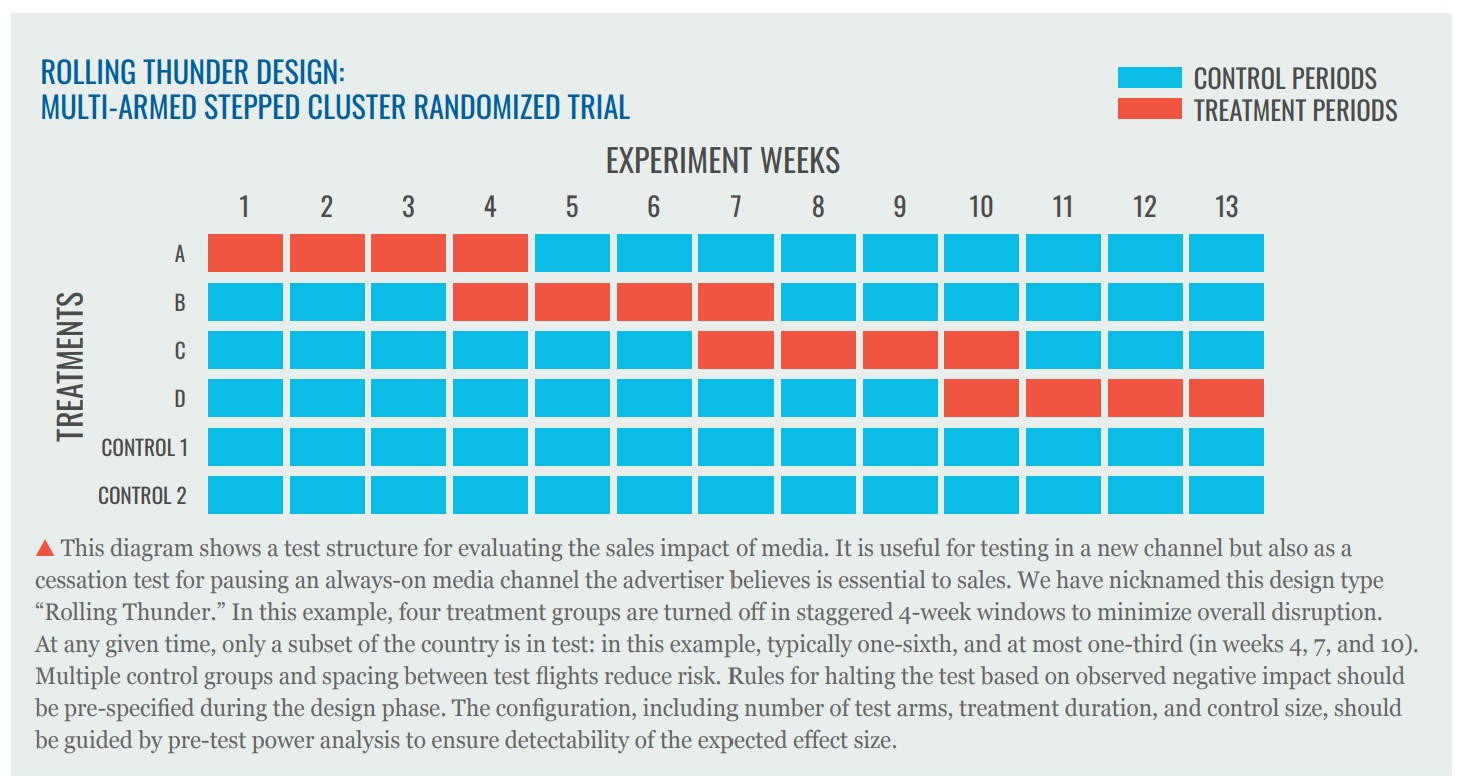 ROLLING THUNDER DESIGN:
MULTI-ARMED STEPPED CLUSTER RANDOMIZED TRIAL
CONTROL PERIODS
TREATMENT PERIODS
EXPERIMENT WEEKS
1 2 3 4 5 6 7 8 9 10 11 12 13
TREATMENTS
A
B
C
D
CONTROL 1
CONTROL 2
▲ This diagram shows a test structure for evaluating the sales impact of media. It is useful for testing in a new channel but also as a
cessation test for pausing an always-on media channel the advertiser believes is essential to sales. We have nicknamed this design type
“Rolling Thunder.” In this example, four treatment groups are turned off in staggered 4-week windows to minimize overall disruption.
At any given time, only a subset of the country is in test: in this example, typically one-sixth, and at most one-third (in weeks 4, 7, and 10).
Multiple control groups and spacing between test flights reduce risk. Rules for halting the test based on observed negative impact should
be pre-specified during the design phase. The configuration, including number of test arms, treatment duration, and control size, should
be guided by pre-test power analysis to ensure detectability of the expected effect size.